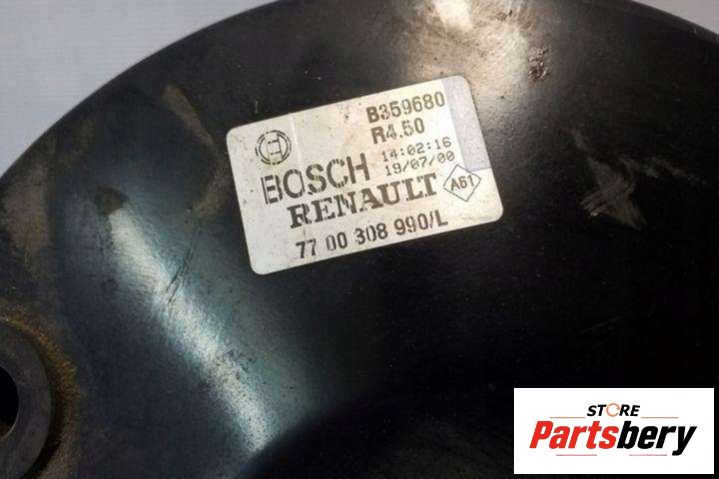 B359680
R4.50
14:02:16
19/07/00
BOSCH
RENAULT
A61
77 00 308 990/L
STORE
Partsbery